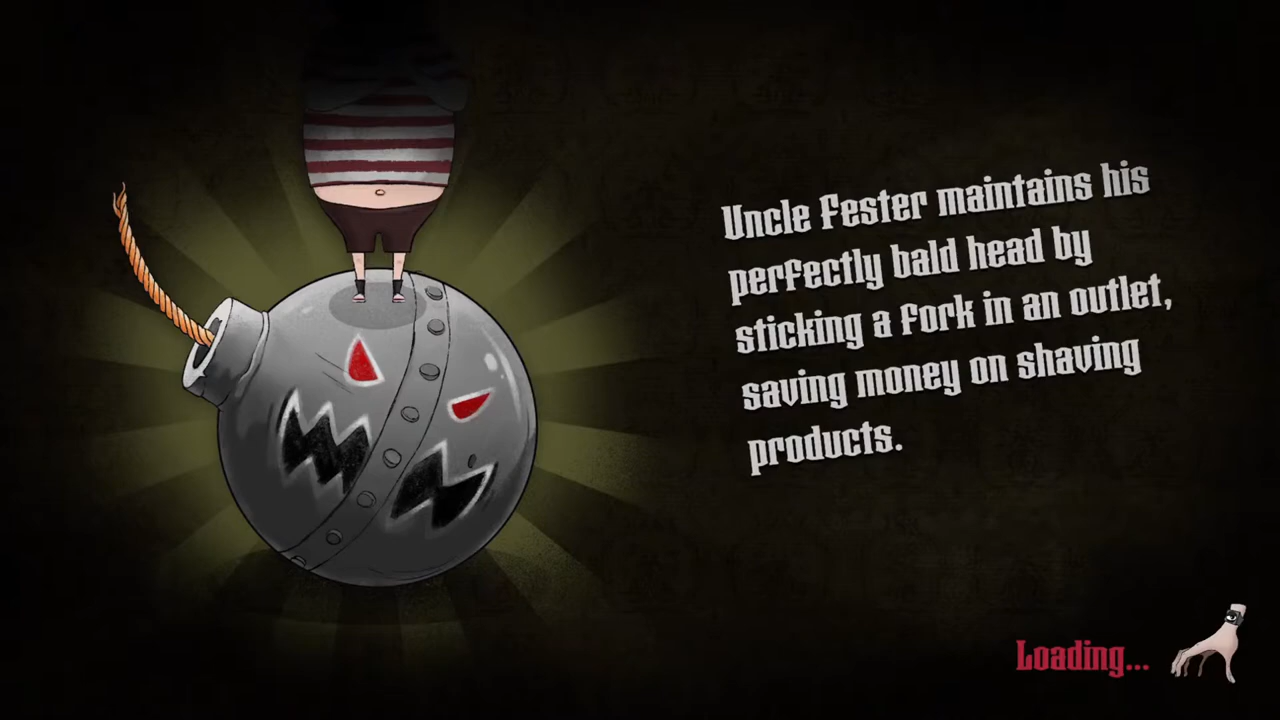 Uncle Fester maintains his
perfectly bald head by
sticking a fork in an outlet,
saving money on shaving
products.
Loading...